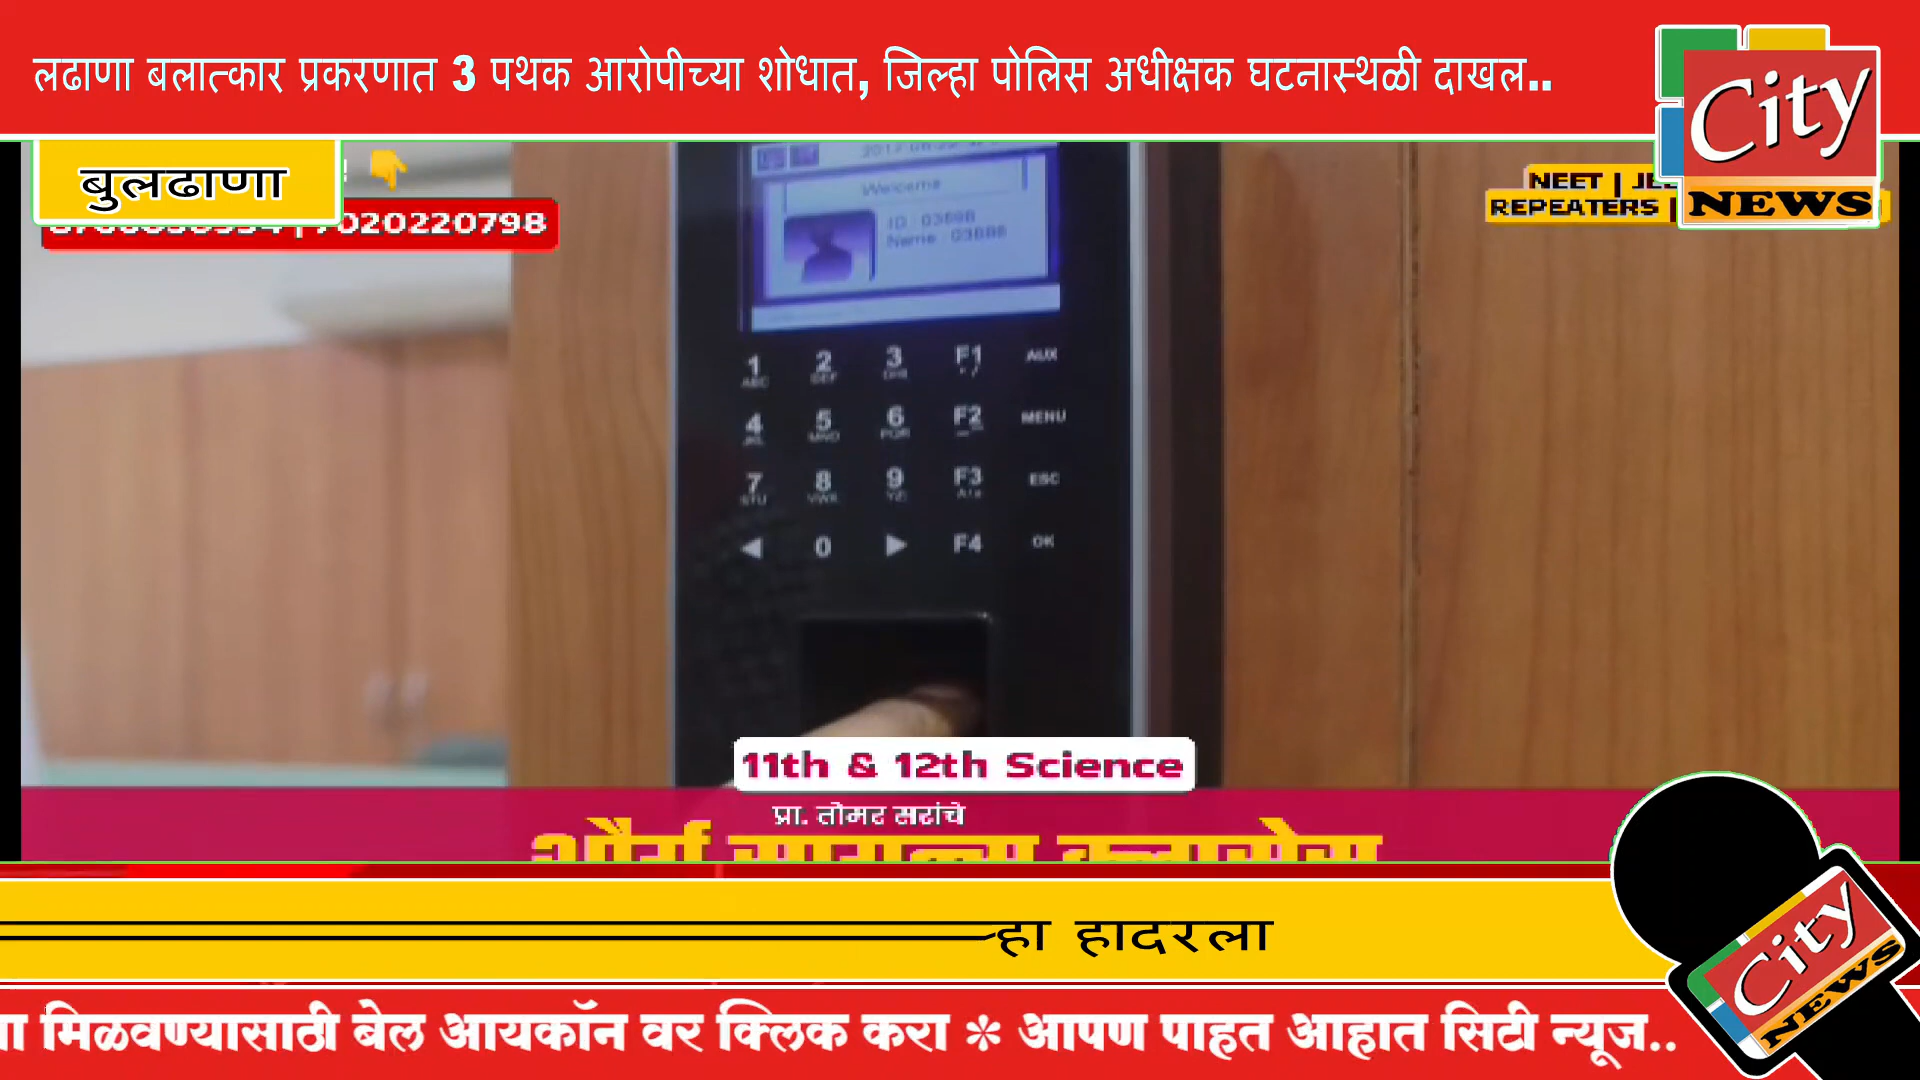 लढाणा बलात्कार प्रकरणात 3 पथक आरोपीच्या शोधात, जिल्हा पोलिस अधीक्षक घटनास्थळी दाखल..
City
NEWS
बुलढाणा
! 👇
7020220798
NEET |
REPEATERS |
Welcome
1 2 3 F1 AUX
4 5 6 F2 MENU
7 8 9 F3 ESC
◀ 0 ▶ F4 OK
11th & 12th Science
प्रा. तोमर सरांचे
हा हादरला
City
NEWS
मिळवण्यासाठी बेल आयकॉन वर क्लिक करा * आपण पाहत आहात सिटी न्यूज..